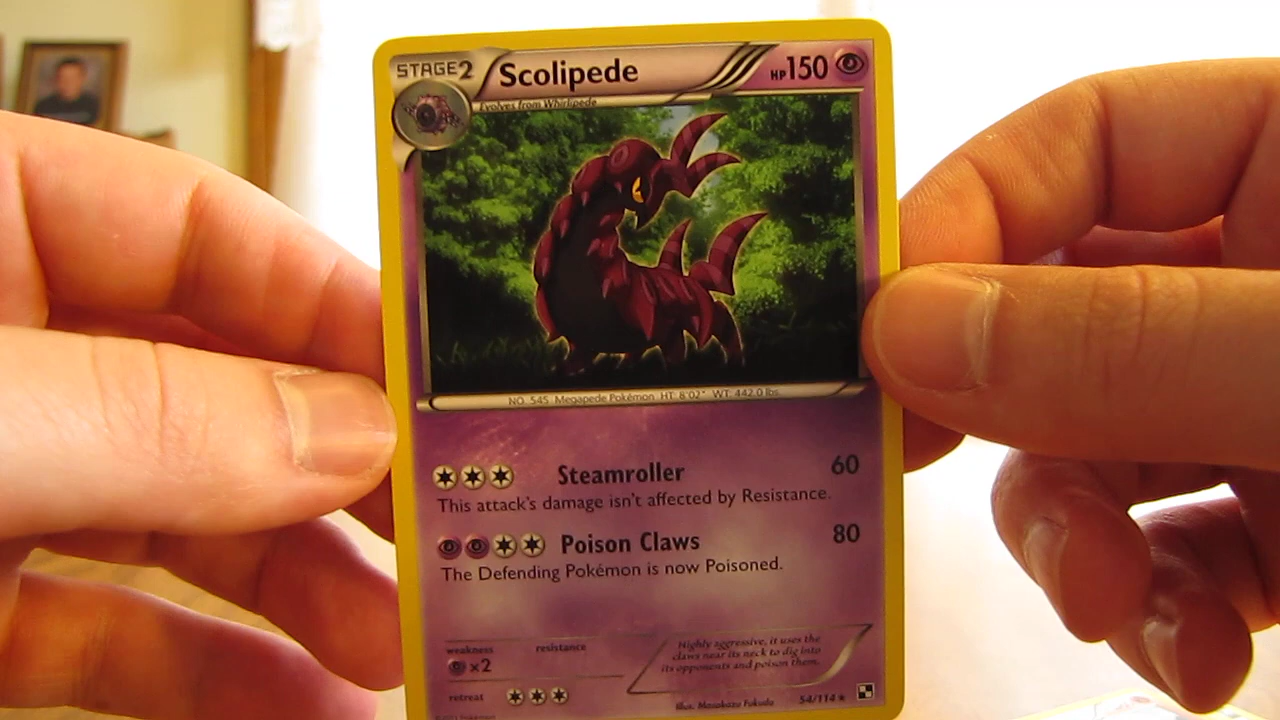 STAGE2 Scolipede HP150
Evolves from Whirlipede
NO. 545 Megapede Pokémon HT: 8'02" WT: 442.0 lbs.
Steamroller 60
This attack's damage isn't affected by Resistance.
Poison Claws 80
The Defending Pokémon is now Poisoned.
weakness resistance
×2
retreat
Highly aggressive, it uses the
claws near its neck to dig into
its opponents and poison them.
Illus. Masakazu Fukuda 54/114 ★
©2011 Pokémon